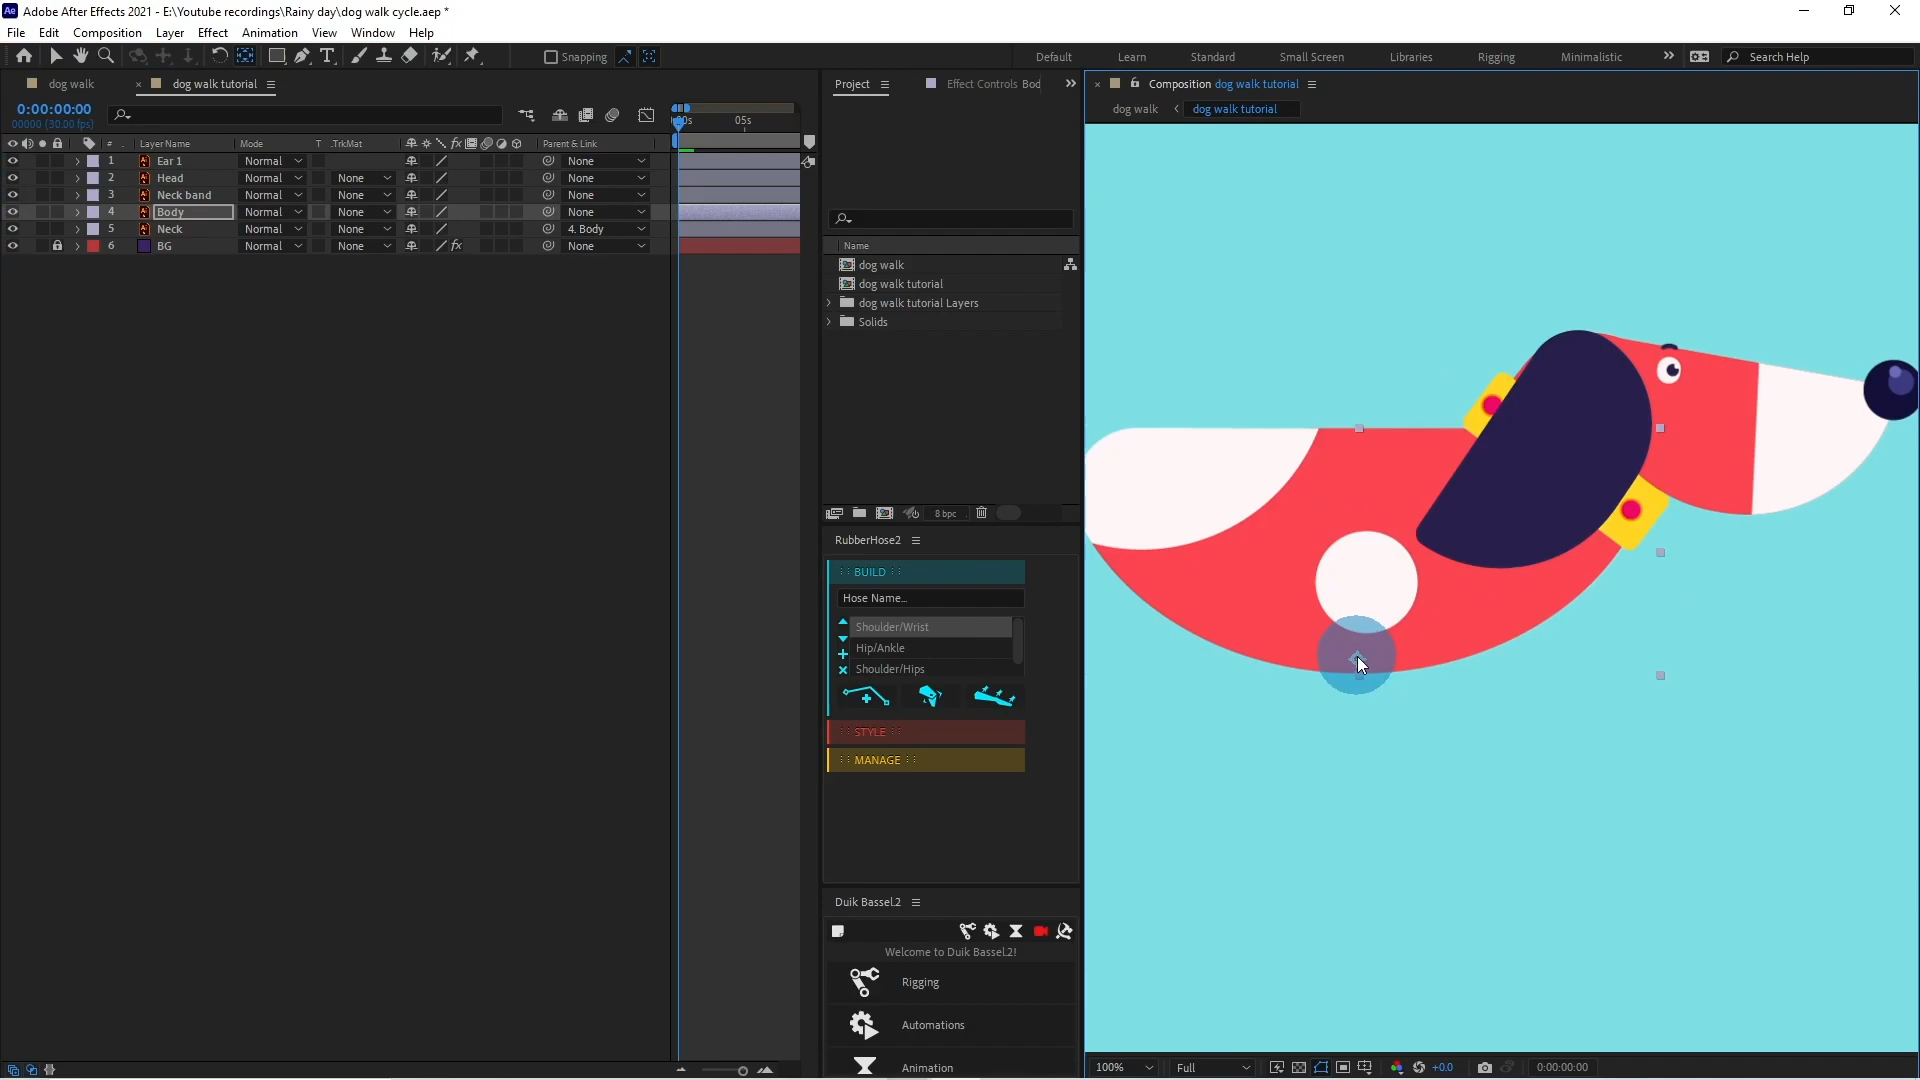 Ae Adobe After Effects 2021 - E:\Youtube recordings\Rainy day\dog walk cycle.aep *
File Edit Composition Layer Effect Animation View Window Help
Snapping Default Learn Standard Small Screen Libraries Rigging Minimalistic Search Help
dog walk dog walk tutorial
0:00:00:00
00000 (30.00 fps)
05s
# Layer Name Mode T .TrkMat Parent & Link
1 Ear 1 Normal None
2 Head Normal None None
3 Neck band Normal None None
4 Body Normal None None
5 Neck Normal None 4. Body
6 BG Normal None None
Project Effect Controls Bod
Name
dog walk
dog walk tutorial
dog walk tutorial Layers
Solids
8 bpc
RubberHose2
BUILD
Hose Name...
Shoulder/Wrist
Hip/Ankle
Shoulder/Hips
STYLE
MANAGE
Duik Bassel.2
Welcome to Duik Bassel.2!
Rigging
Automations
Animation
Composition dog walk tutorial
dog walk dog walk tutorial
100% Full +0.0 0:00:00:00